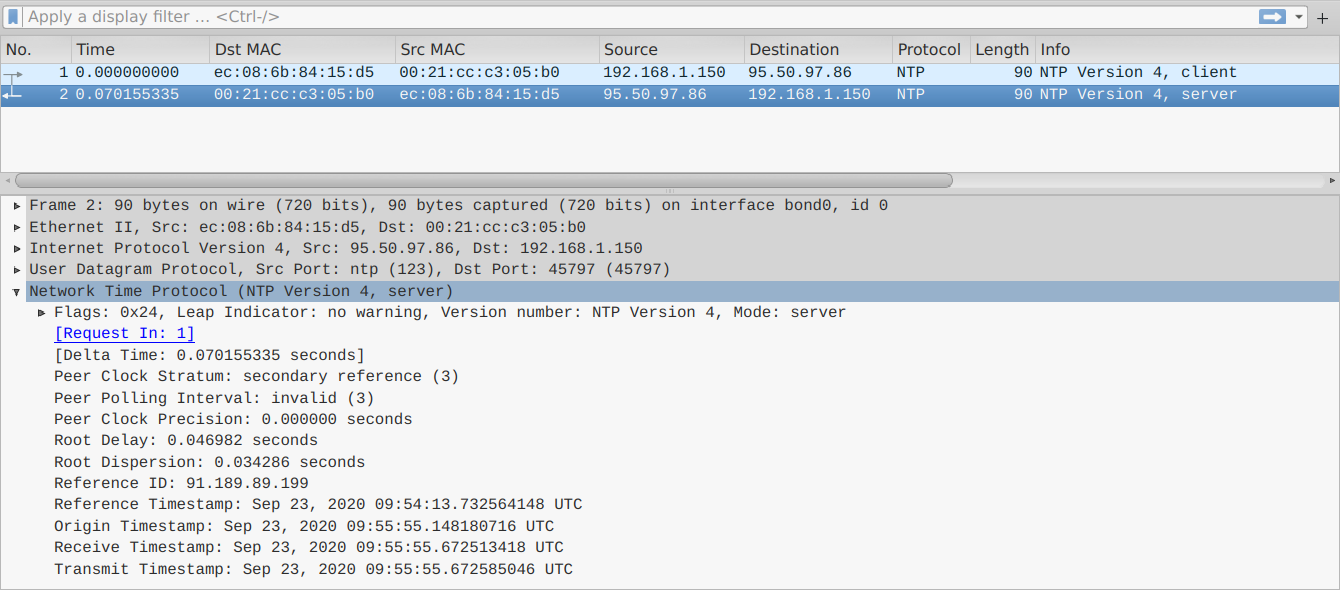 Apply a display filter … <Ctrl-/>
No. Time Dst MAC Src MAC Source Destination Protocol Length Info
1 0.000000000 ec:08:6b:84:15:d5 00:21:cc:c3:05:b0 192.168.1.150 95.50.97.86 NTP 90 NTP Version 4, client
2 0.070155335 00:21:cc:c3:05:b0 ec:08:6b:84:15:d5 95.50.97.86 192.168.1.150 NTP 90 NTP Version 4, server
Frame 2: 90 bytes on wire (720 bits), 90 bytes captured (720 bits) on interface bond0, id 0
Ethernet II, Src: ec:08:6b:84:15:d5, Dst: 00:21:cc:c3:05:b0
Internet Protocol Version 4, Src: 95.50.97.86, Dst: 192.168.1.150
User Datagram Protocol, Src Port: ntp (123), Dst Port: 45797 (45797)
Network Time Protocol (NTP Version 4, server)
Flags: 0x24, Leap Indicator: no warning, Version number: NTP Version 4, Mode: server
[Request In: 1]
[Delta Time: 0.070155335 seconds]
Peer Clock Stratum: secondary reference (3)
Peer Polling Interval: invalid (3)
Peer Clock Precision: 0.000000 seconds
Root Delay: 0.046982 seconds
Root Dispersion: 0.034286 seconds
Reference ID: 91.189.89.199
Reference Timestamp: Sep 23, 2020 09:54:13.732564148 UTC
Origin Timestamp: Sep 23, 2020 09:55:55.148180716 UTC
Receive Timestamp: Sep 23, 2020 09:55:55.672513418 UTC
Transmit Timestamp: Sep 23, 2020 09:55:55.672585046 UTC